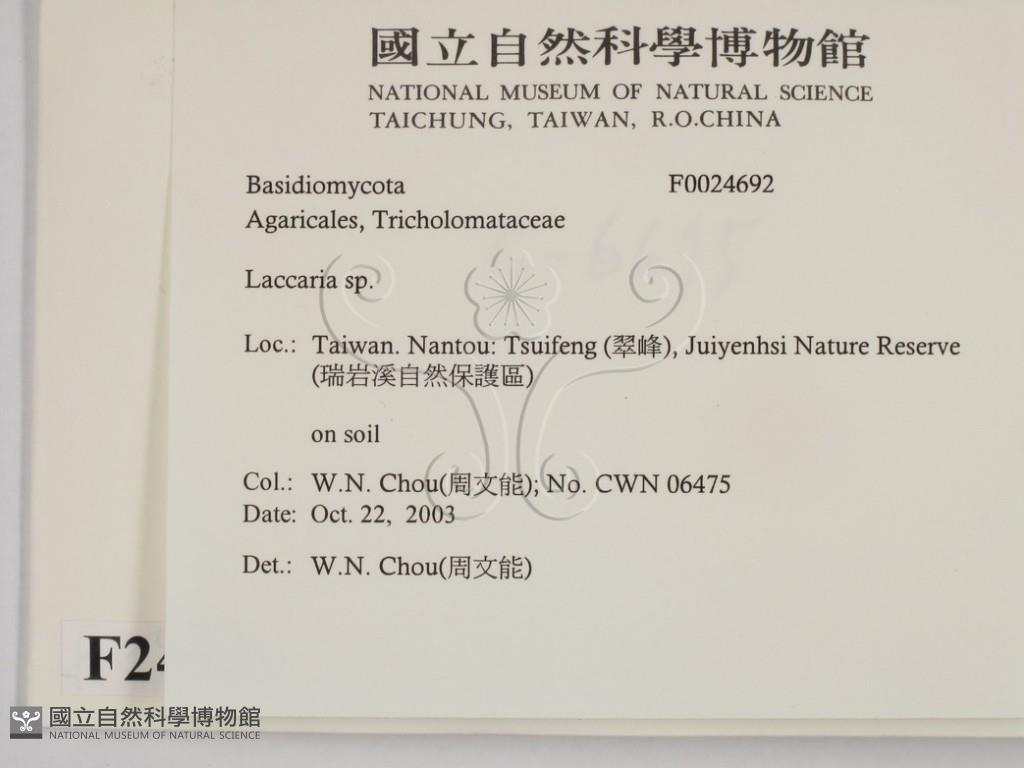 國立自然科學博物館
NATIONAL MUSEUM OF NATURAL SCIENCE
TAICHUNG, TAIWAN, R.O.CHINA
Basidiomycota F0024692
Agaricales, Tricholomataceae
Laccaria sp.
Loc.: Taiwan. Nantou: Tsuifeng (翠峰), Juiyenhsi Nature Reserve
(瑞岩溪自然保護區)
on soil
Col.: W.N. Chou(周文能); No. CWN 06475
Date: Oct. 22, 2003
Det.: W.N. Chou(周文能)
F24
國立自然科學博物館
NATIONAL MUSEUM OF NATURAL SCIENCE